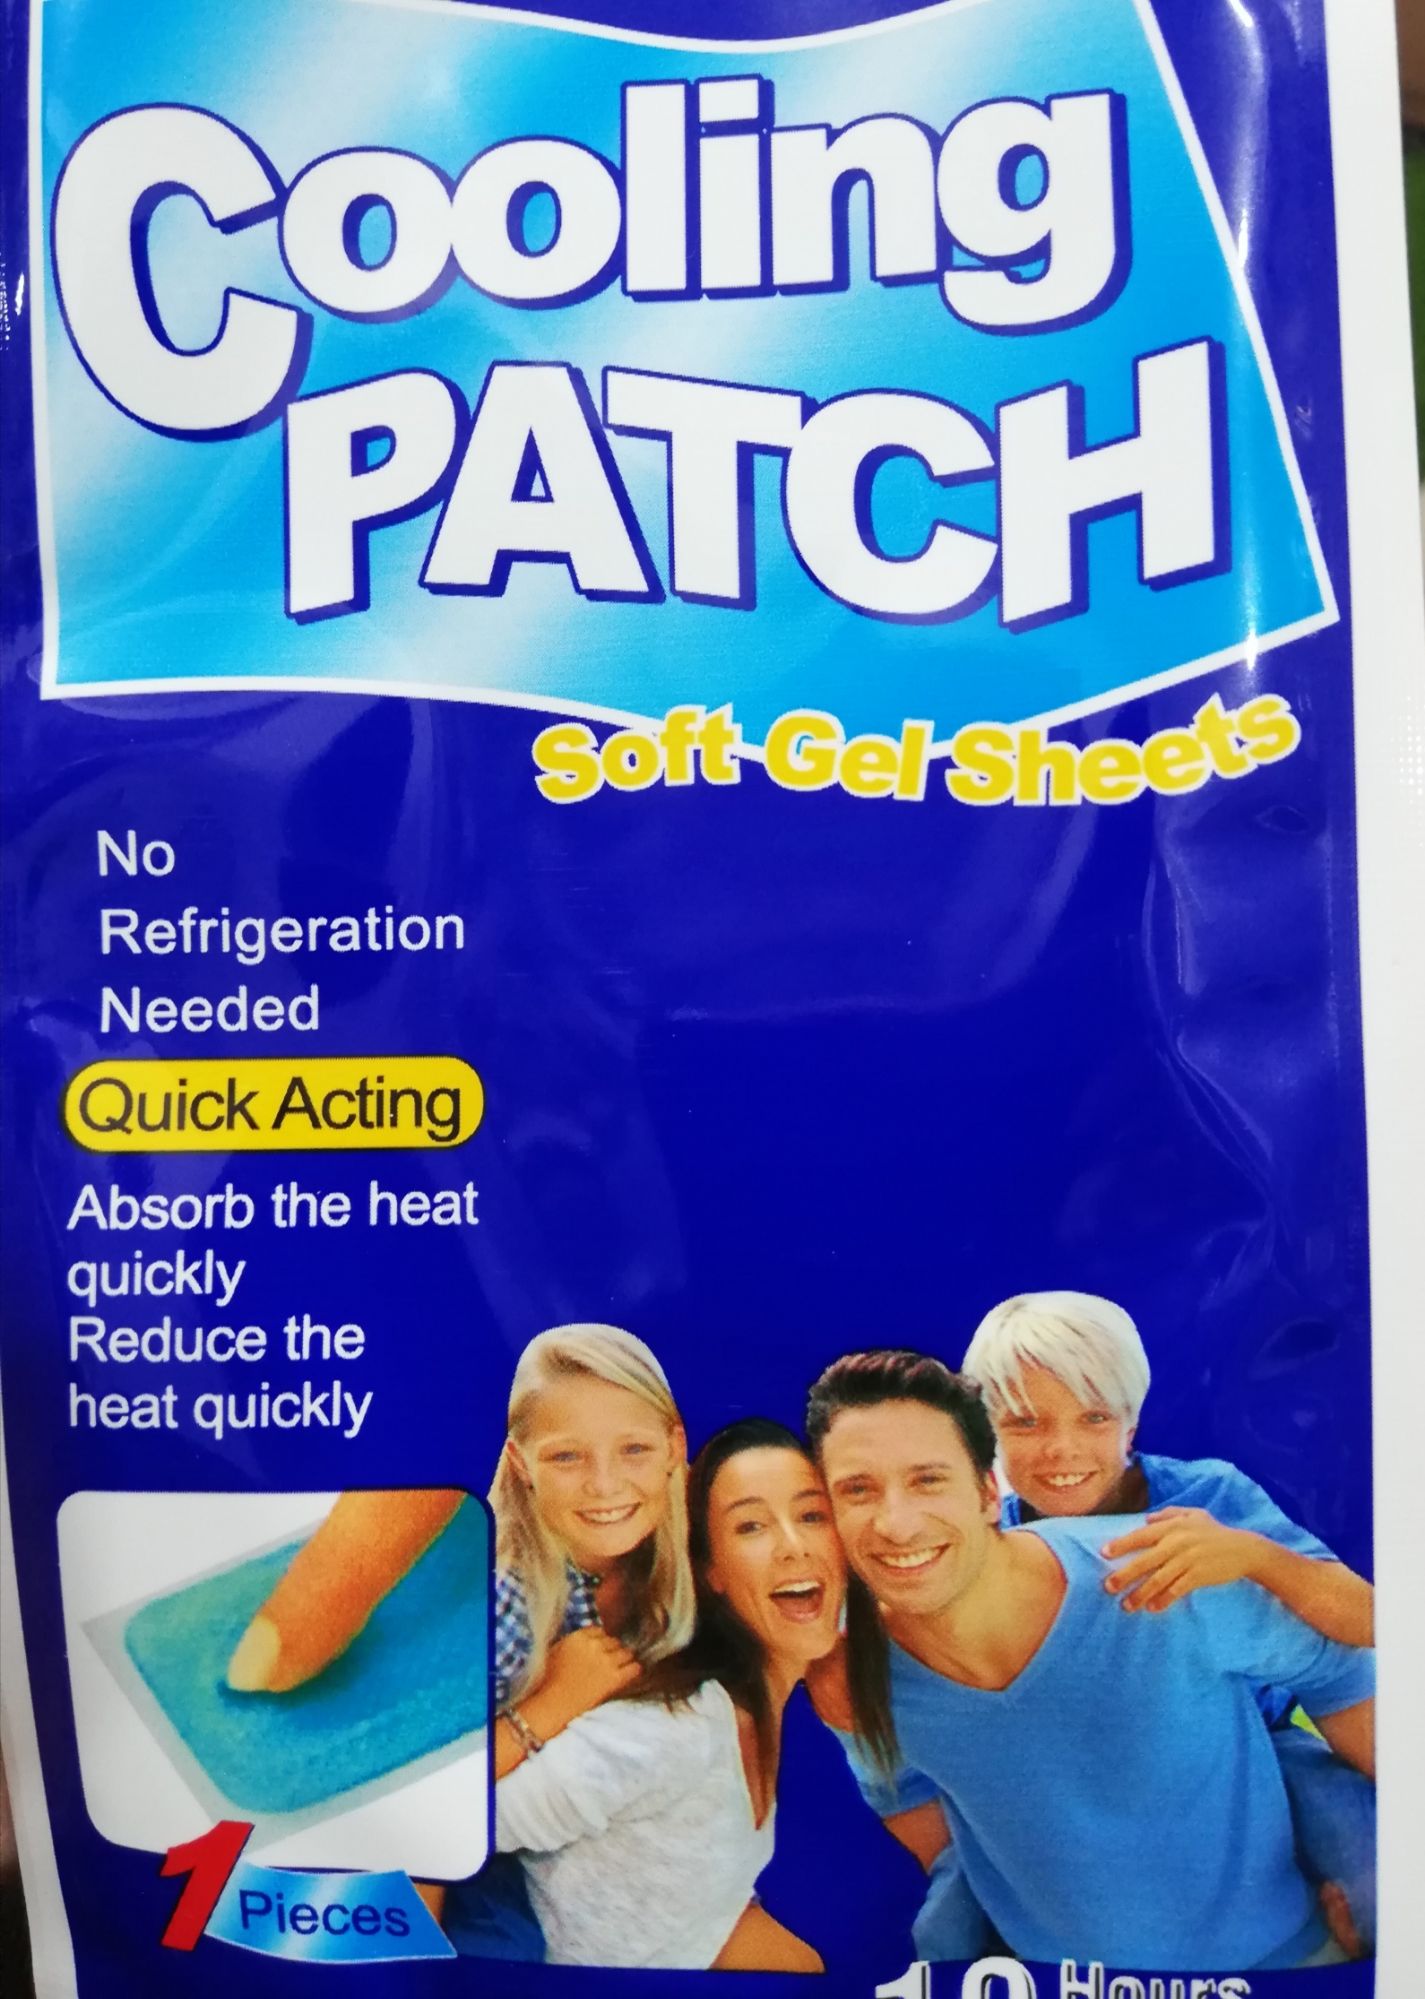 Cooling
PATCH
Soft Gel Sheets
No
Refrigeration
Needed
Quick Acting
Absorb the heat
quickly
Reduce the
heat quickly
1 Pieces
Hours